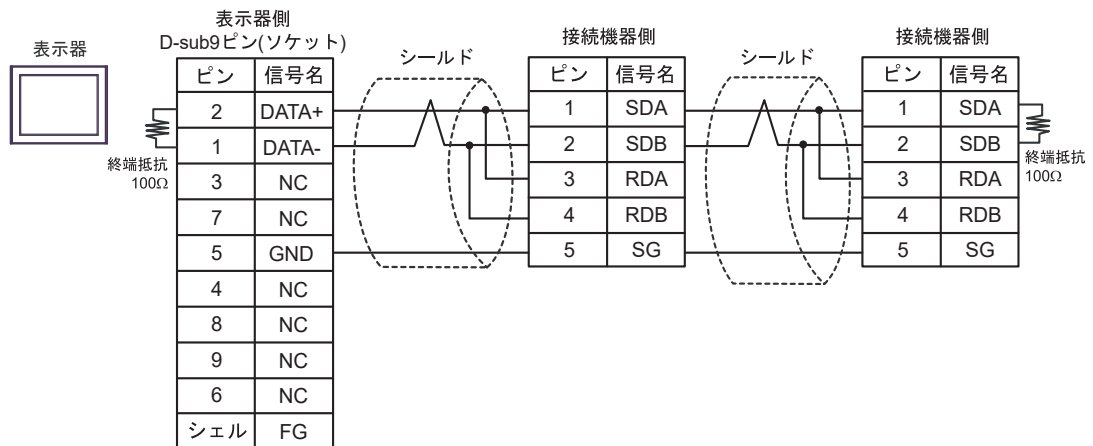 表示器
終端抵抗
100Ω
表示器側
D-sub9ピン(ソケット)
ピン 信号名
2 DATA+
1 DATA-
3 NC
7 NC
5 GND
4 NC
8 NC
9 NC
6 NC
シェル FG
シールド
接続機器側
ピン 信号名
1 SDA
2 SDB
3 RDA
4 RDB
5 SG
シールド
接続機器側
ピン 信号名
1 SDA
2 SDB
3 RDA
4 RDB
5 SG
終端抵抗
100Ω